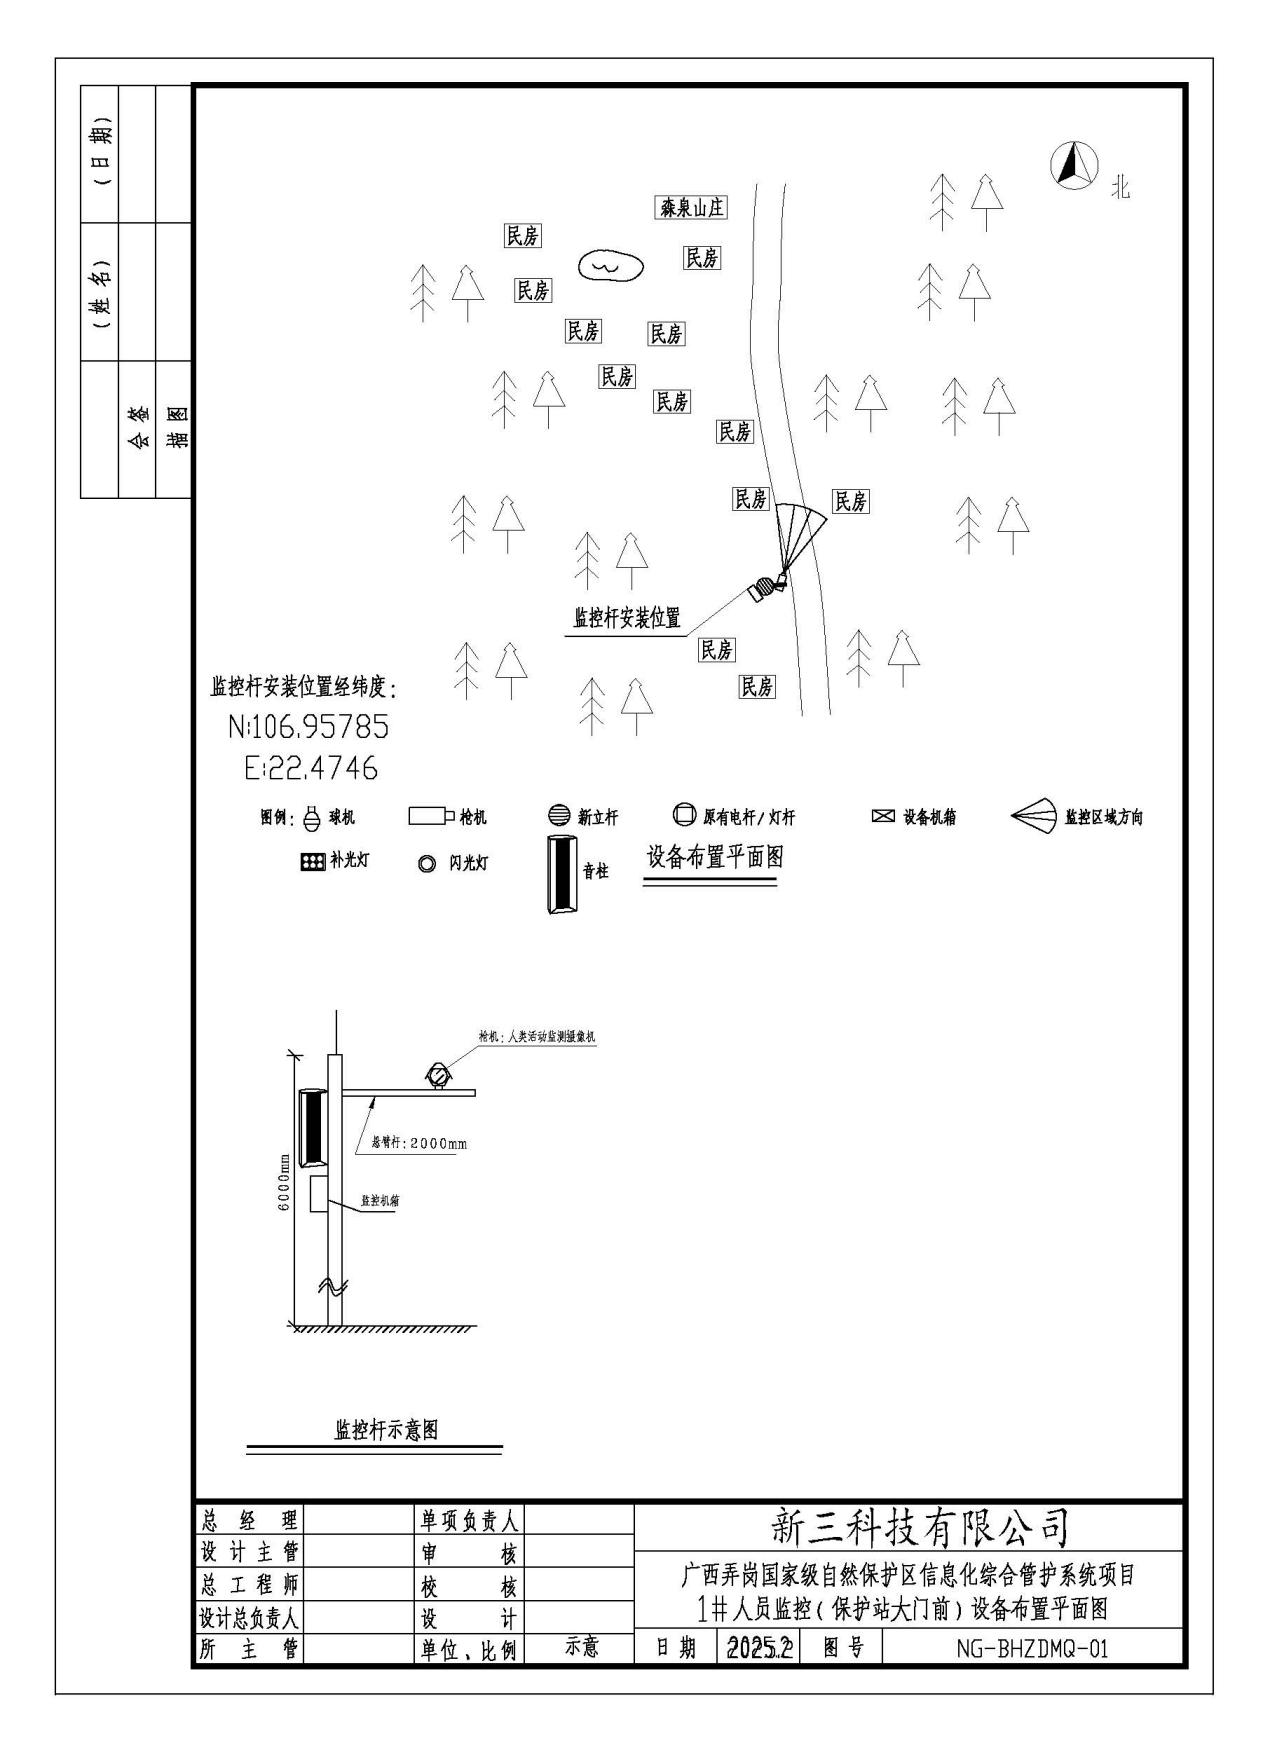 （日 期）
（姓 名）
会 签
描 图
北
森泉山庄
民房
民房
民房
民房
民房
民房
民房
民房
民房
民房
监控杆安装位置
民房
民房
监控杆安装位置经纬度：
N:106.95785
E:22.4746
图例： 球机 枪机 新立杆 原有电杆/灯杆 设备机箱 监控区域方向
补光灯 闪光灯 音柱
设备布置平面图
枪机：人类活动监测摄像机
悬臂杆：2000mm
6000mm
监控机箱
监控杆示意图
总 经 理
单项负责人
新三科技有限公司
设 计 主 管
审 核
总 工 程 师
校 核
广西弄岗国家级自然保护区信息化综合管护系统项目
1#人员监控（保护站大门前）设备布置平面图
设计总负责人
设 计
所 主 管
单位、比例
示意
日 期
2025.2
图 号
NG-BHZDMQ-01